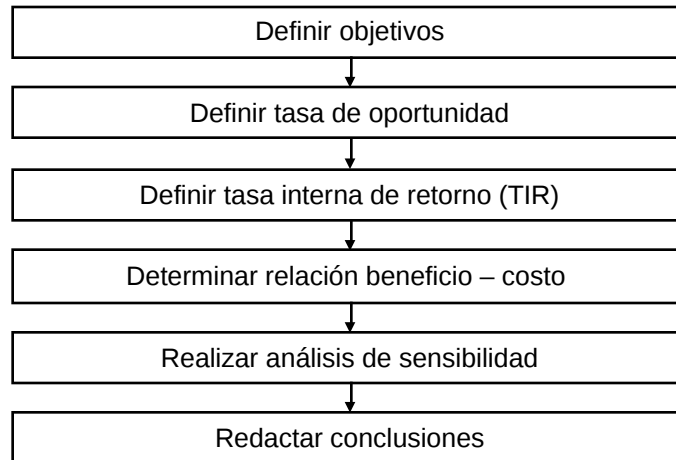 Definir objetivos
Definir tasa de oportunidad
Definir tasa interna de retorno (TIR)
Determinar relación beneficio – costo
Realizar análisis de sensibilidad
Redactar conclusiones